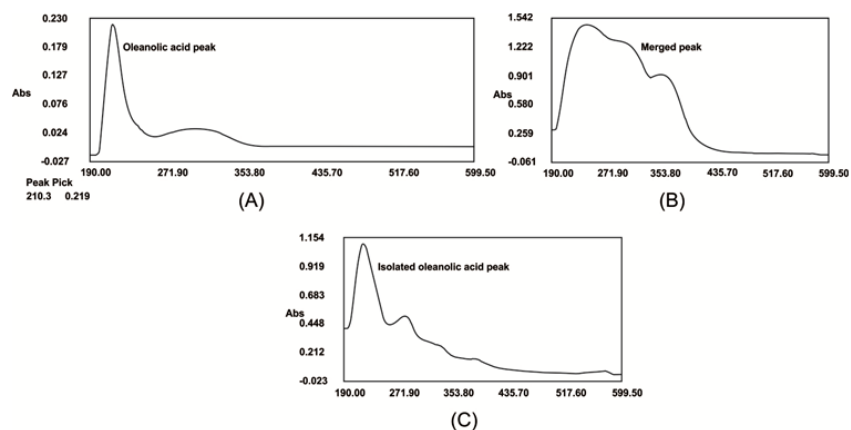 0.230
0.179
0.127
Abs
0.076
0.024
-0.027
Oleanolic acid peak
190.00 271.90 353.80 435.70 517.60 599.50
Peak Pick
210.3 0.219
(A)
1.542
1.222
0.901
Abs
0.580
0.259
-0.061
Merged peak
190.00 271.90 353.80 435.70 517.60 599.50
(B)
1.154
0.919
0.683
Abs
0.448
0.212
-0.023
Isolated oleanolic acid peak
190.00 271.90 353.80 435.70 517.60 599.50
(C)